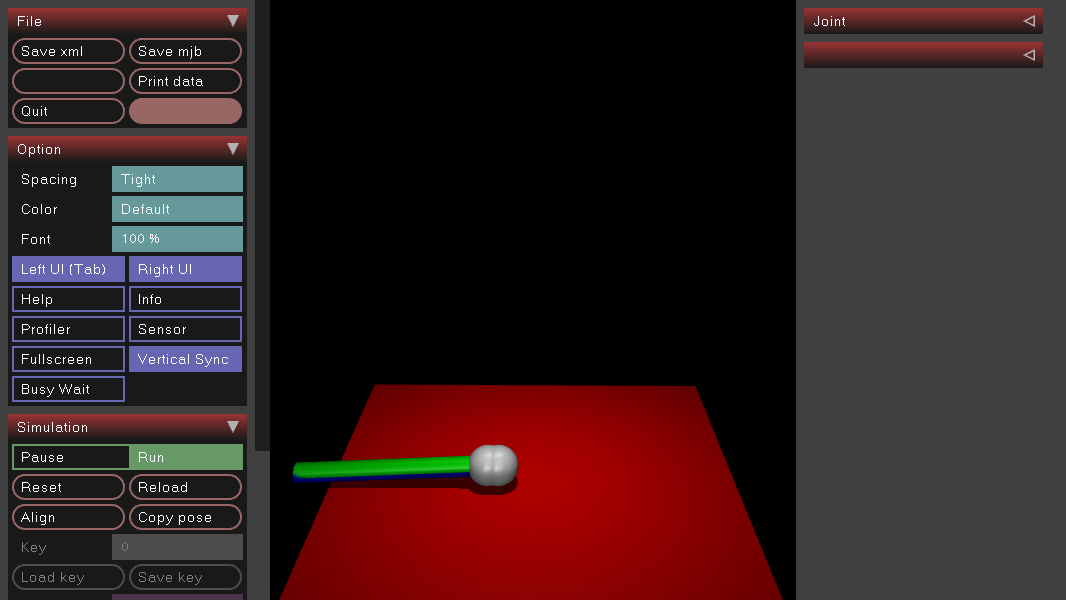 File
Save xml Save mjb
Print data
Quit
Option
Spacing Tight
Color Default
Font 100 %
Left UI (Tab) Right UI
Help Info
Profiler Sensor
Fullscreen Vertical Sync
Busy Wait
Simulation
Pause Run
Reset Reload
Align Copy pose
Key 0
Load key Save key
Joint